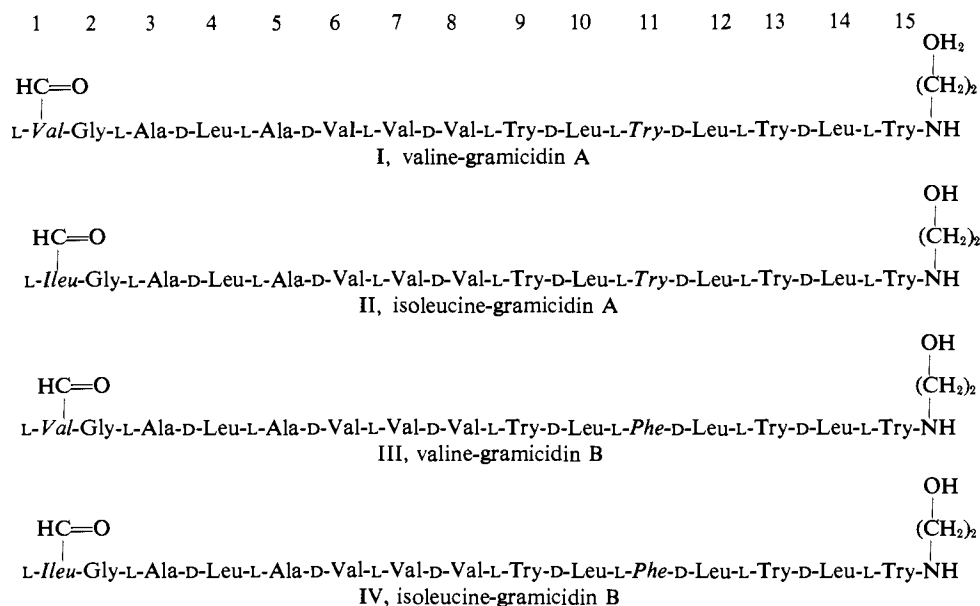 1 2 3 4 5 6 7 8 9 10 11 12 13 14 15
OH₂
HC=O (CH₂)₂
L-Val-Gly-L-Ala-D-Leu-L-Ala-D-Val-L-Val-D-Val-L-Try-D-Leu-L-Try-D-Leu-L-Try-D-Leu-L-Try-NH
I, valine-gramicidin A
OH
HC=O (CH₂)₂
L-Ileu-Gly-L-Ala-D-Leu-L-Ala-D-Val-L-Val-D-Val-L-Try-D-Leu-L-Try-D-Leu-L-Try-D-Leu-L-Try-NH
II, isoleucine-gramicidin A
OH
HC=O (CH₂)₂
L-Val-Gly-L-Ala-D-Leu-L-Ala-D-Val-L-Val-D-Val-L-Try-D-Leu-L-Phe-D-Leu-L-Try-D-Leu-L-Try-NH
III, valine-gramicidin B
OH
HC=O (CH₂)₂
L-Ileu-Gly-L-Ala-D-Leu-L-Ala-D-Val-L-Val-D-Val-L-Try-D-Leu-L-Phe-D-Leu-L-Try-D-Leu-L-Try-NH
IV, isoleucine-gramicidin B